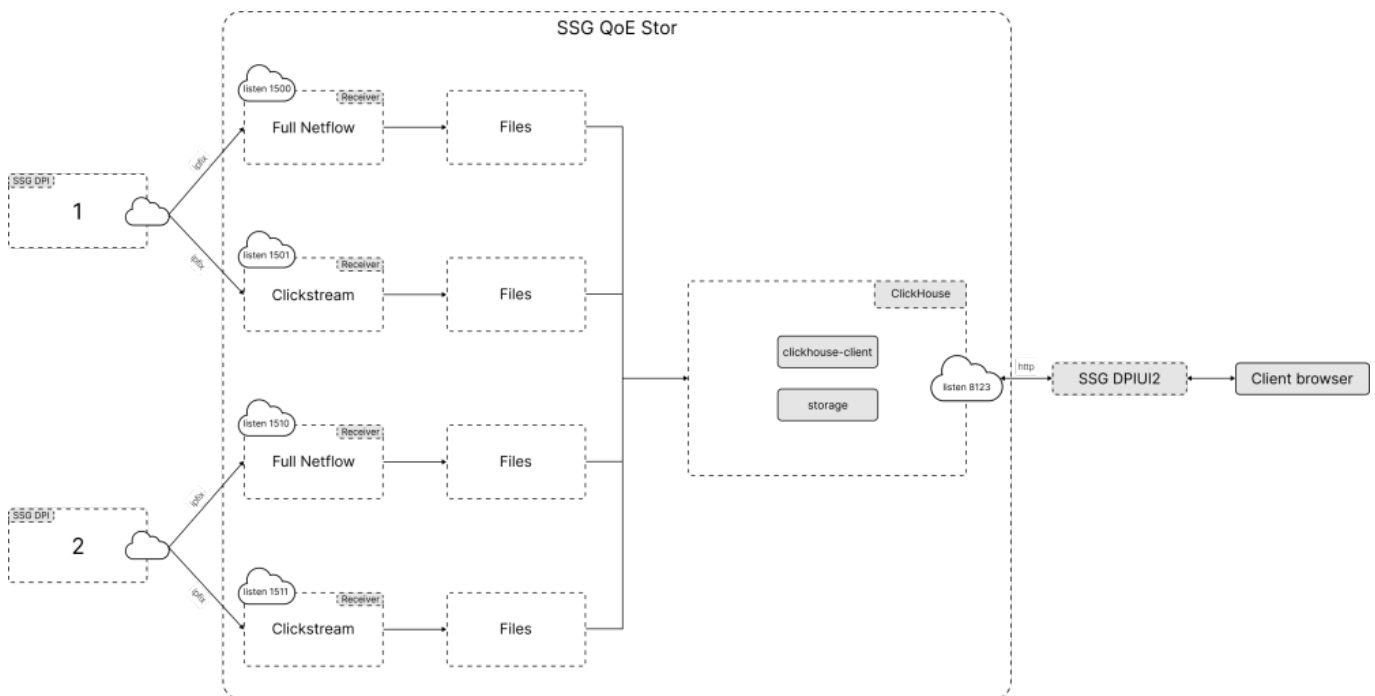 SSG QoE Stor
listen 1500
Receiver
Full Netflow
Files
ipfix
SSG DPI
1
ipfix
listen 1501
Receiver
Clickstream
Files
ClickHouse
clickhouse-client
storage
listen 8123
http
SSG DPIUI2
Client browser
listen 1510
Receiver
Full Netflow
Files
ipfix
SSG DPI
2
ipfix
listen 1511
Receiver
Clickstream
Files